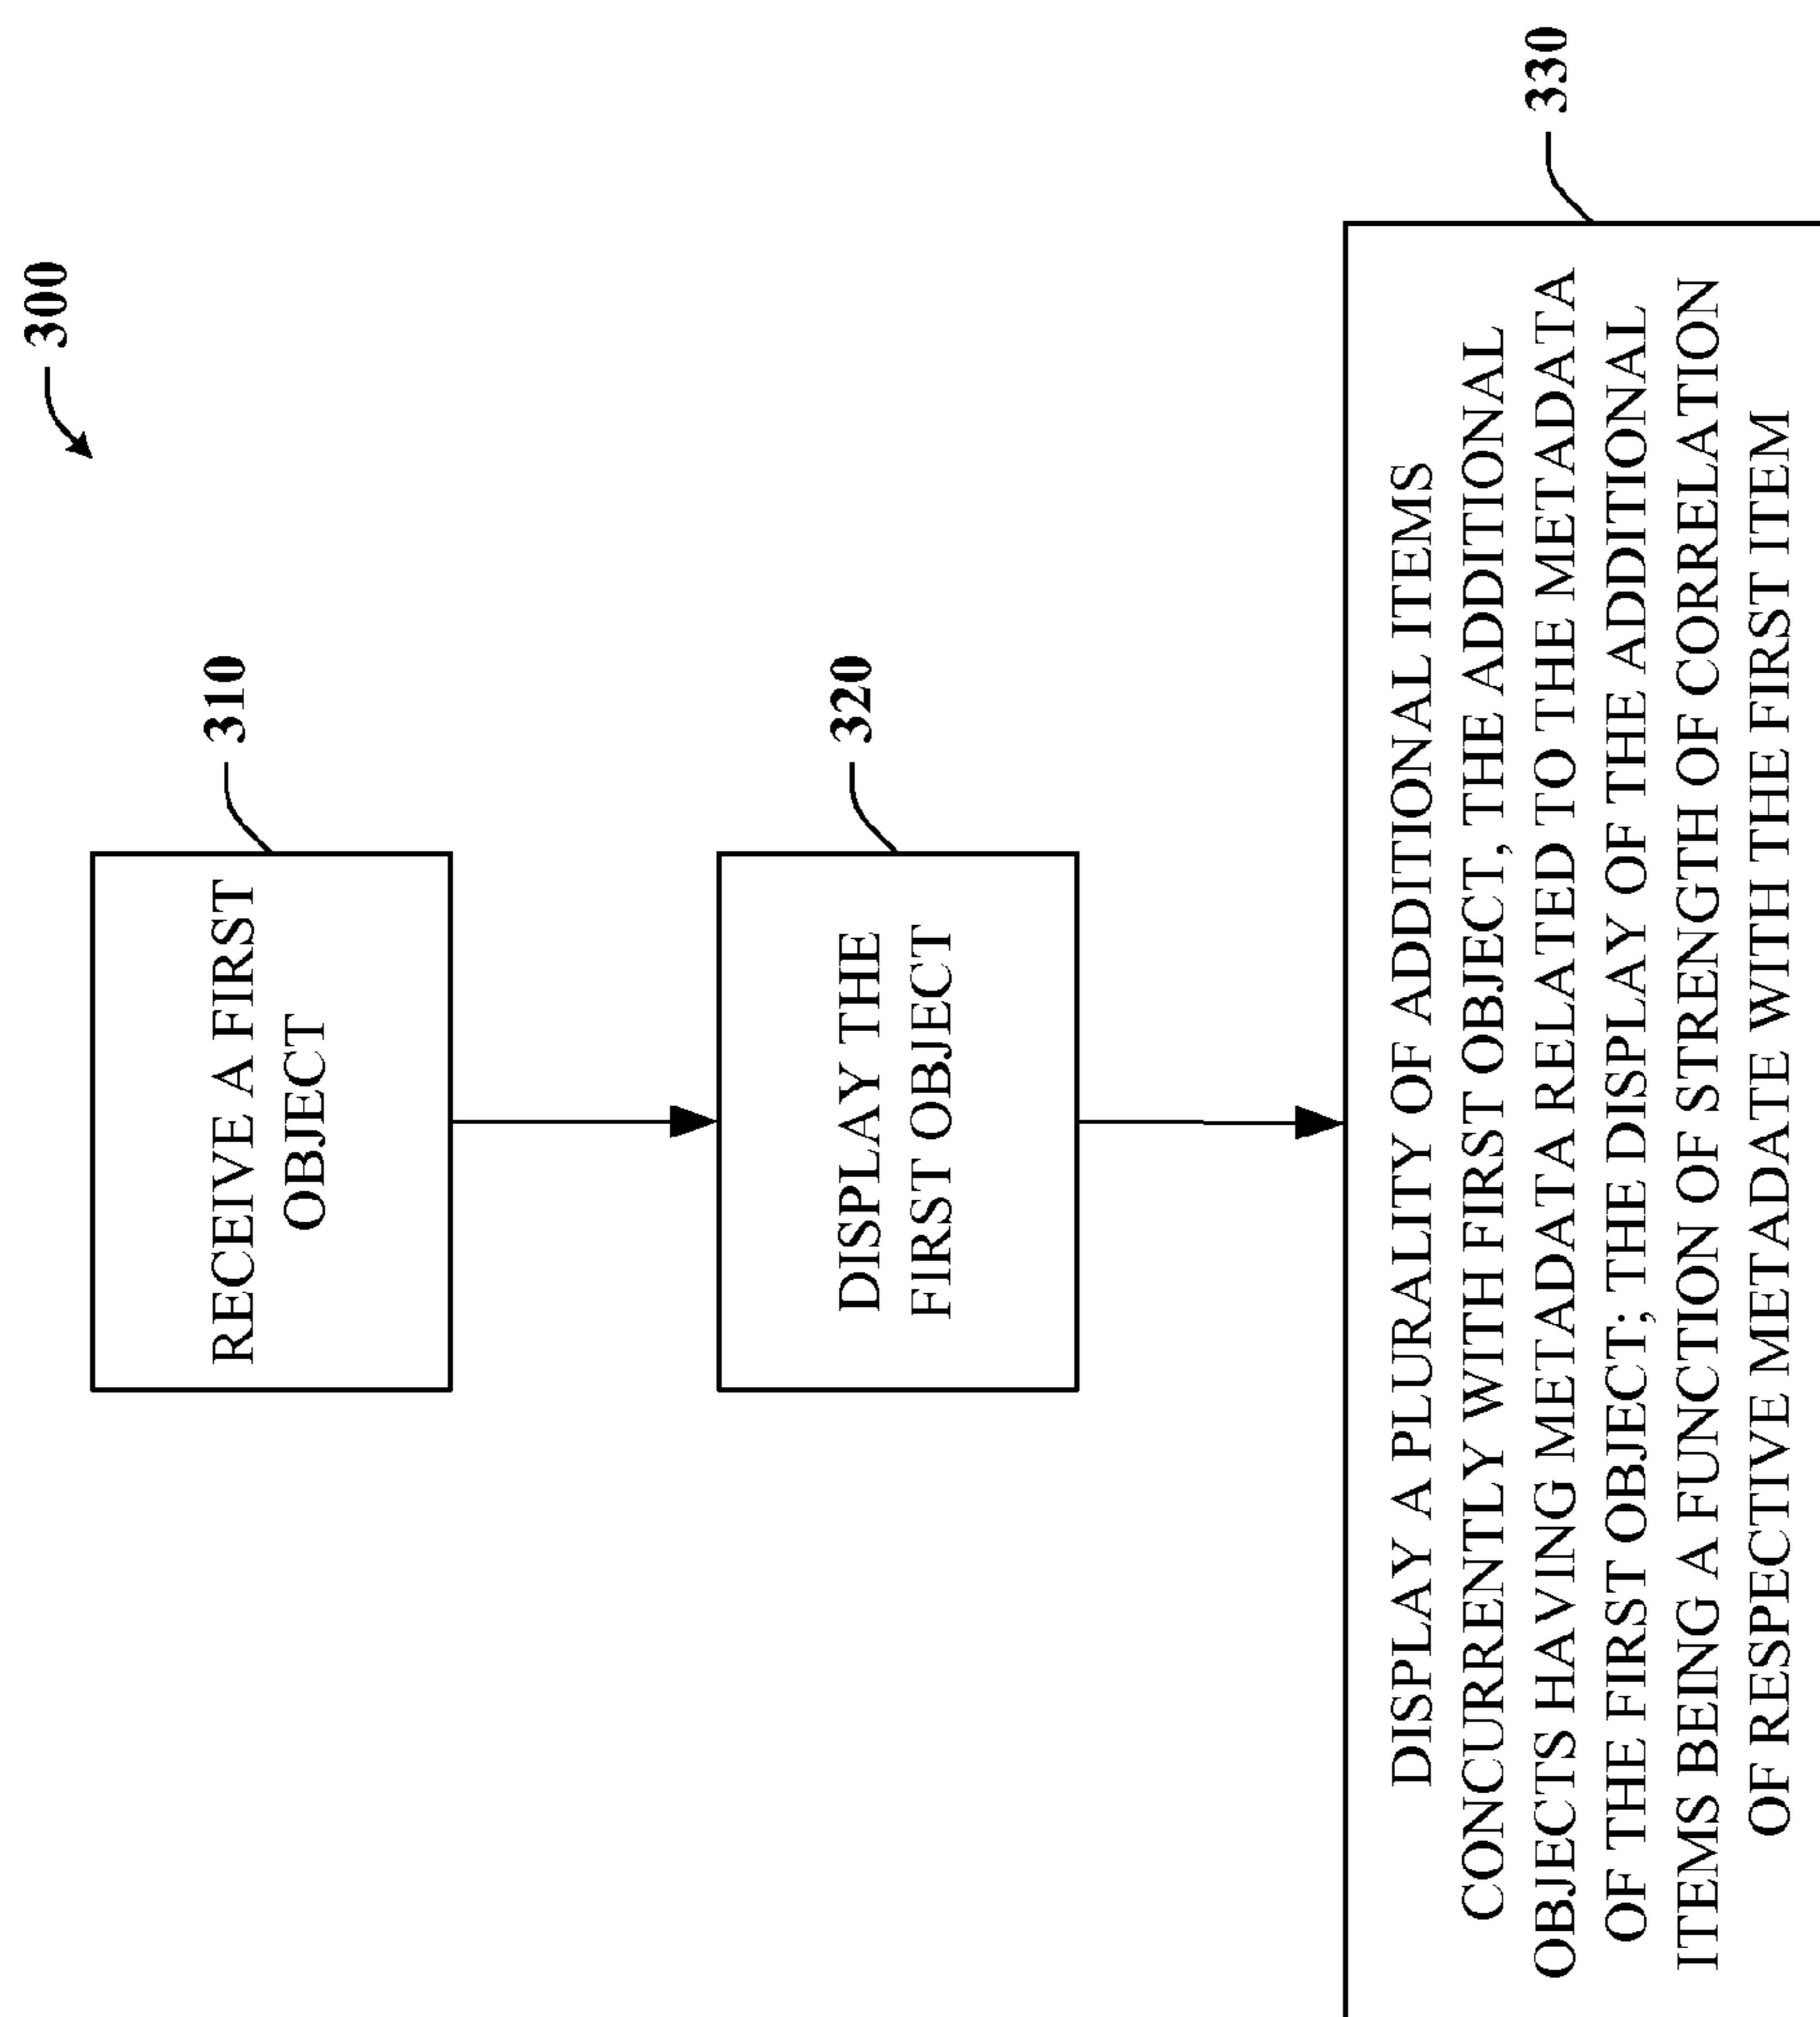 300
310
RECEIVE A FIRST
OBJECT
320
DISPLAY THE
FIRST OBJECT
330
DISPLAY A PLURALITY OF ADDITIONAL ITEMS
CONCURRENTLY WITH FIRST OBJECT, THE ADDITIONAL
OBJECTS HAVING METADATA RELATED TO THE METADATA
OF THE FIRST OBJECT; THE DISPLAY OF THE ADDITIONAL
ITEMS BEING A FUNCTION OF STRENGTH OF CORRELATION
OF RESPECTIVE METADATE WITH THE FIRST ITEM